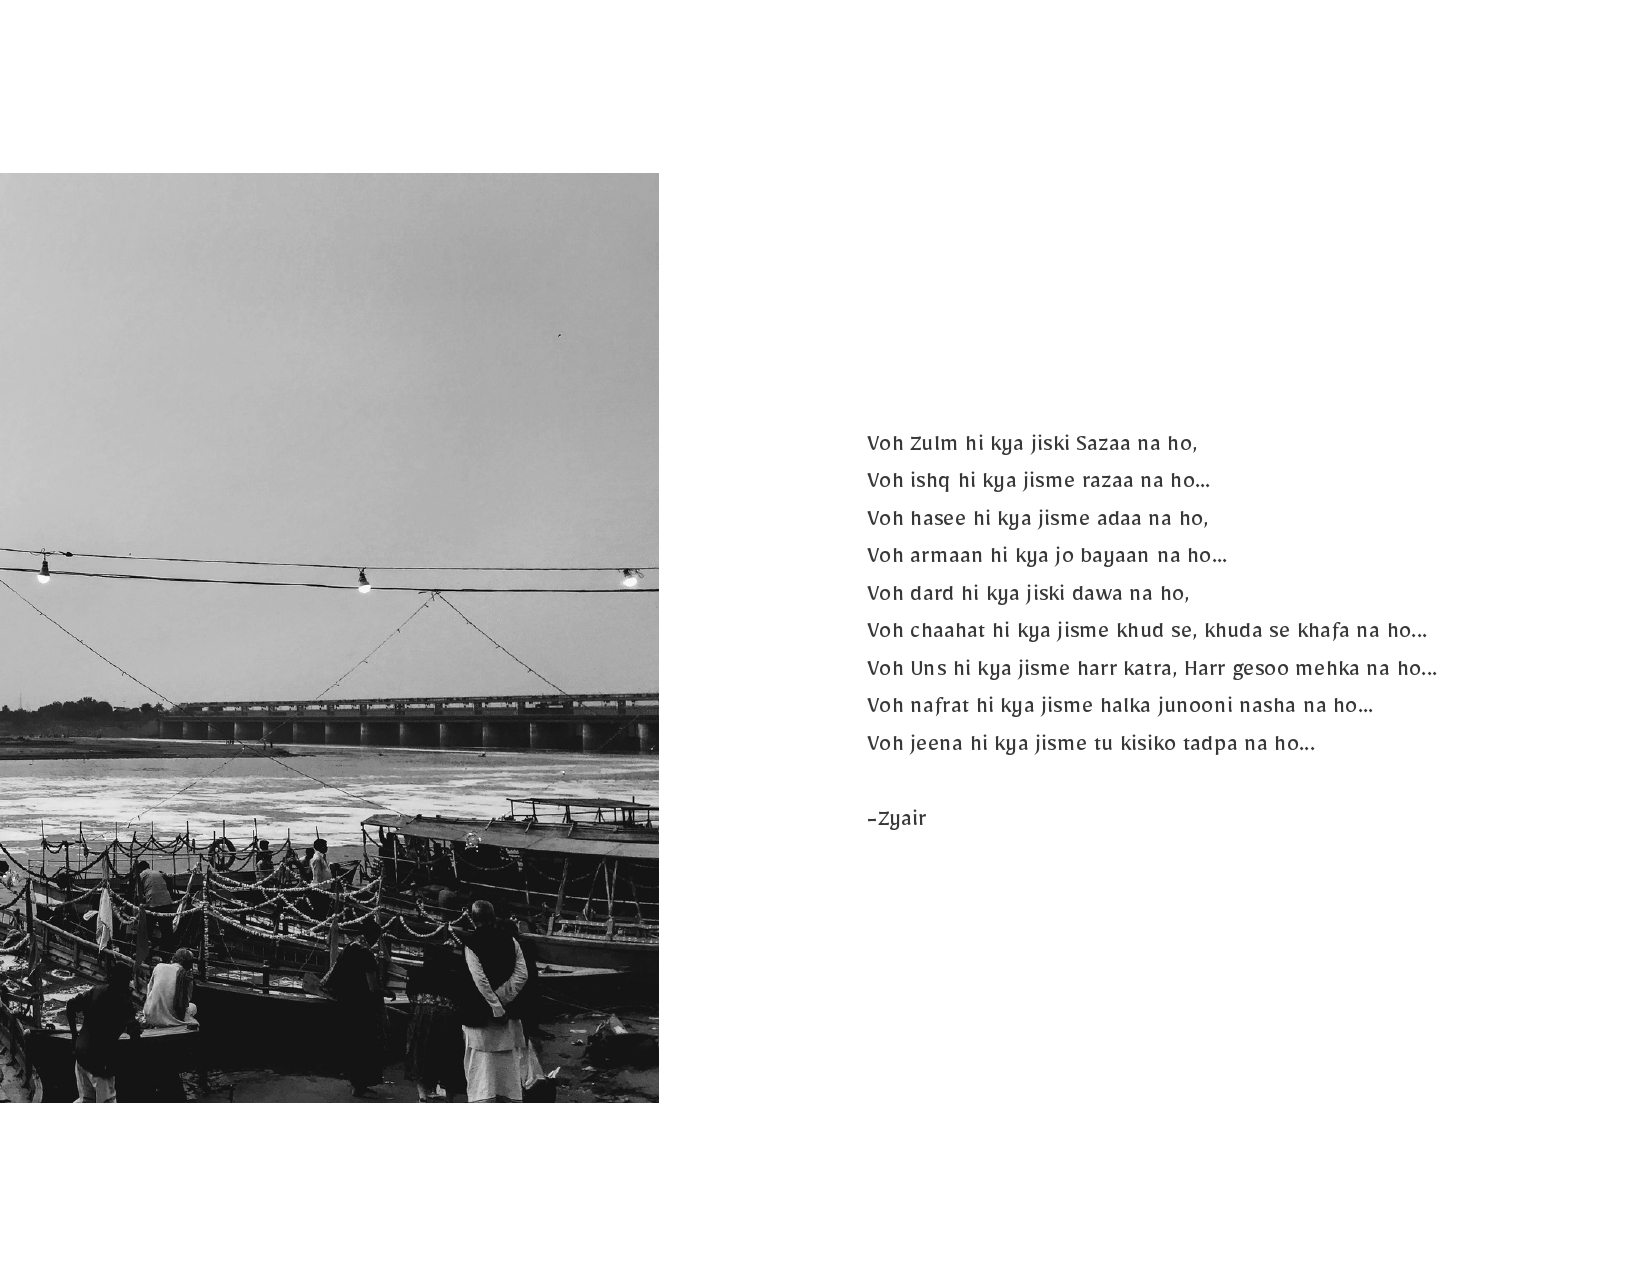 Voh Zulm hi kya jiski Sazaa na ho,
Voh ishq hi kya jisme razaa na ho...
Voh hasee hi kya jisme adaa na ho,
Voh armaan hi kya jo bayaan na ho...
Voh dard hi kya jiski dawa na ho,
Voh chaahat hi kya jisme khud se, khuda se khafa na ho...
Voh Uns hi kya jisme harr katra, Harr gesoo mehka na ho...
Voh nafrat hi kya jisme halka junooni nasha na ho...
Voh jeena hi kya jisme tu kisiko tadpa na ho...
-Zyair